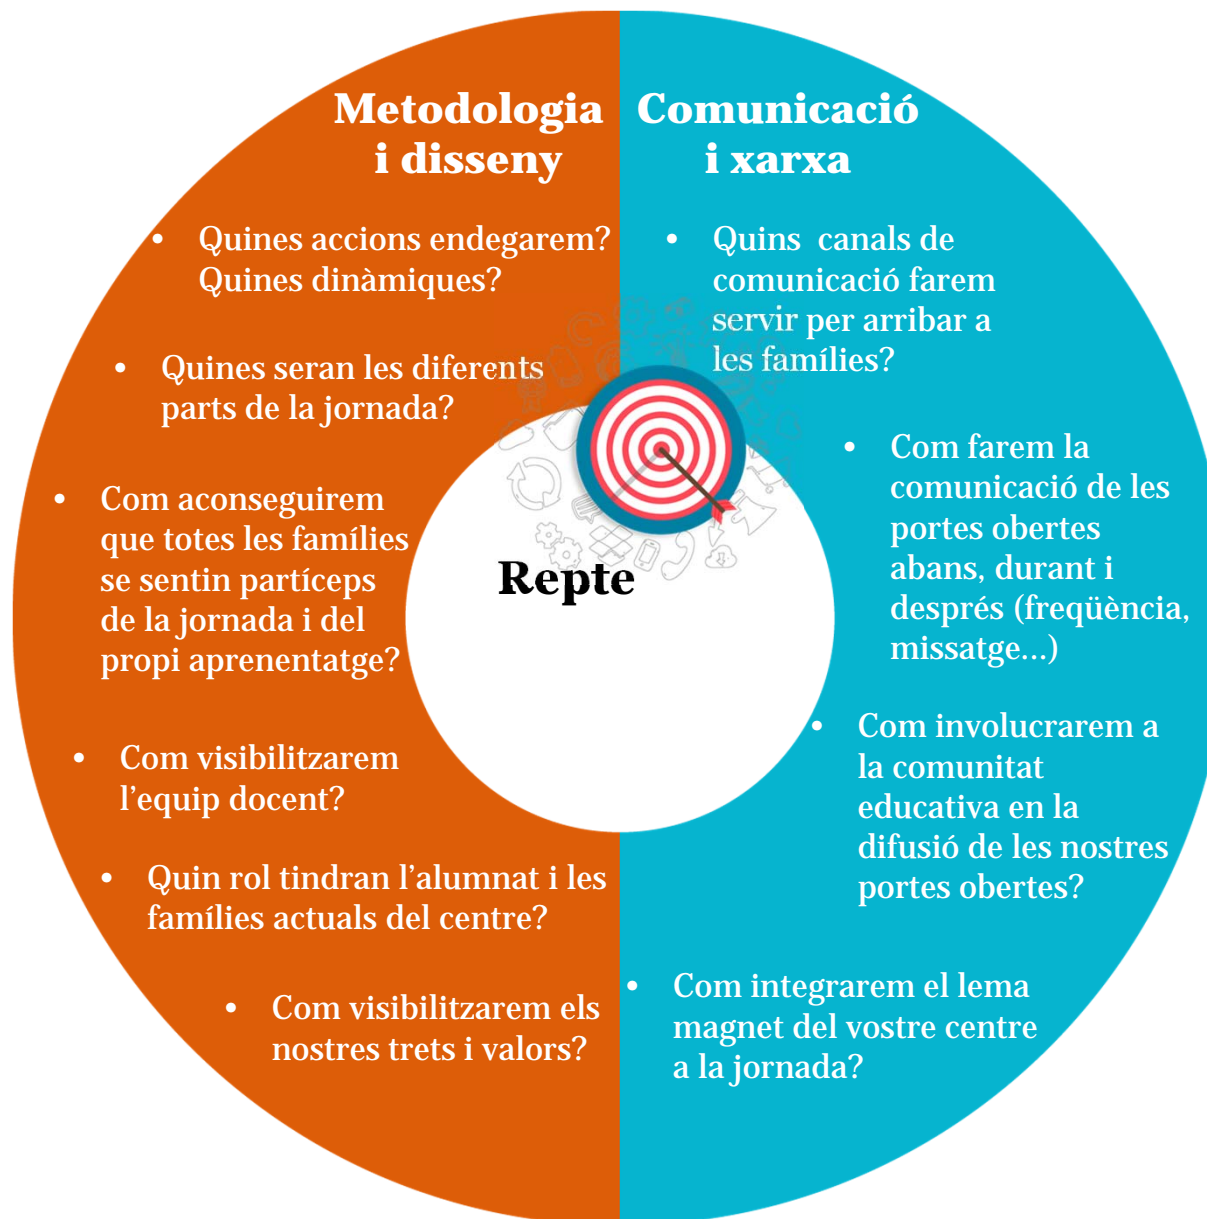 Metodologia
i disseny
• Quines accions endegarem?
Quines dinàmiques?
• Quines seran les diferents
parts de la jornada?
• Com aconseguirem
que totes les famílies
se sentin partíceps
de la jornada i del
propi aprenentatge?
• Com visibilitzarem
l’equip docent?
• Quin rol tindran l’alumnat i les
famílies actuals del centre?
• Com visibilitzarem els
nostres trets i valors?
Repte
Comunicació
i xarxa
• Quins canals de
comunicació farem
servir per arribar a
les famílies?
• Com farem la
comunicació de les
portes obertes
abans, durant i
després (freqüència,
missatge...)
• Com involucrarem a
la comunitat
educativa en la
difusió de les nostres
portes obertes?
• Com integrarem el lema
magnet del vostre centre
a la jornada?